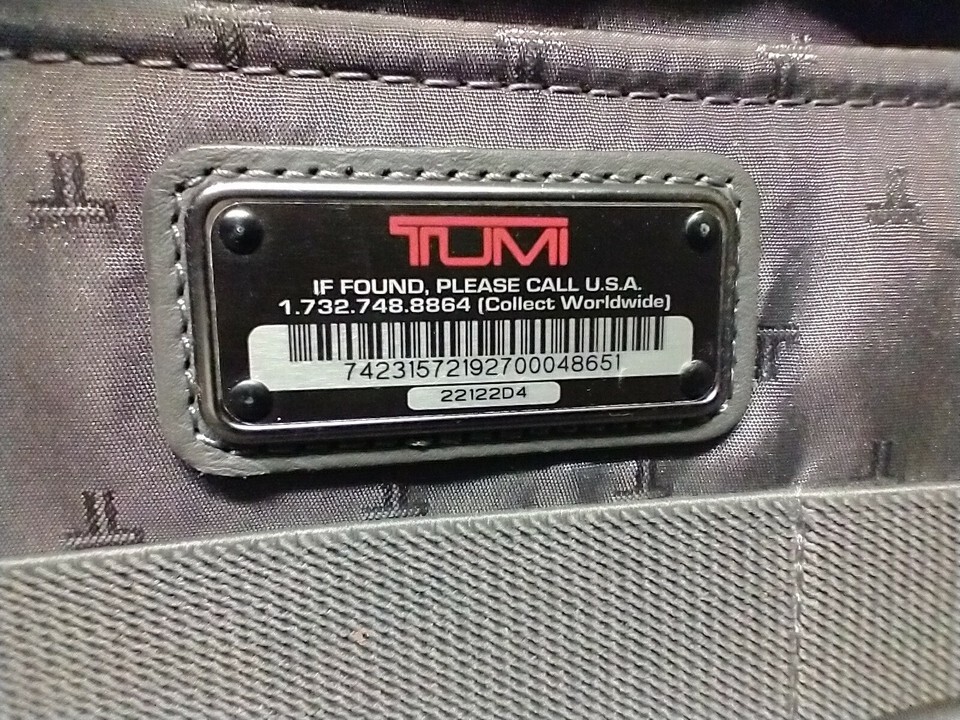 TUMI
IF FOUND, PLEASE CALL U.S.A.
1.732.748.8864 (Collect Worldwide)
74231572192700048651
22122D4